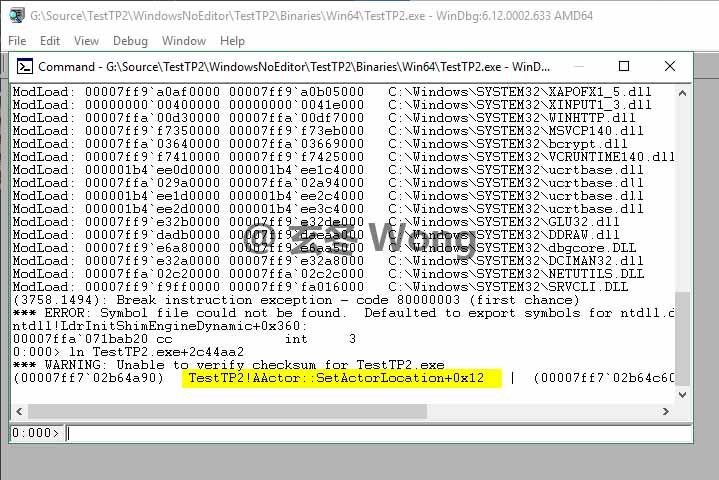 G:\Source\TestTP2\WindowsNoEditor\TestTP2\Binaries\Win64\TestTP2.exe - WinDbg:6.12.0002.633 AMD64
File Edit View Debug Window Help
Command - G:\Source\TestTP2\WindowsNoEditor\TestTP2\Binaries\Win64\TestTP2.exe - WinD...
ModLoad: 00007ff9`a0af0000 00007ff9`a0b05000 C:\Windows\SYSTEM32\XAPOFX1_5.dll
ModLoad: 00000000`00400000 00000000`0041e000 C:\Windows\SYSTEM32\XINPUT1_3.dll
ModLoad: 00007ffa`00d30000 00007ffa`00df7000 C:\Windows\SYSTEM32\WINHTTP.dll
ModLoad: 00007ff9`f7350000 00007ff9`f73eb000 C:\Windows\SYSTEM32\MSVCP140.dll
ModLoad: 00007ffa`03640000 00007ffa`03669000 C:\Windows\SYSTEM32\bcrypt.dll
ModLoad: 00007ff9`f7410000 00007ff9`f7425000 C:\Windows\SYSTEM32\VCRUNTIME140.dll
ModLoad: 000001b4`ee0d0000 000001b4`ee1c4000 C:\Windows\SYSTEM32\ucrtbase.dll
ModLoad: 00007ffa`029a0000 00007ffa`02a94000 C:\Windows\SYSTEM32\ucrtbase.dll
ModLoad: 000001b4`ee1d0000 000001b4`ee2c4000 C:\Windows\SYSTEM32\ucrtbase.dll
ModLoad: 000001b4`ee2d0000 000001b4`ee3c4000 C:\Windows\SYSTEM32\ucrtbase.dll
ModLoad: 00007ff9`e32b0000 00007ff9`e32de000 C:\Windows\SYSTEM32\GLU32.dll
ModLoad: 00007ff9`dadb0000 00007ff9`daeaa000 C:\Windows\SYSTEM32\DDRAW.dll
ModLoad: 00007ff9`e6a80000 00007ff9`e6aa5000 C:\Windows\SYSTEM32\dbgcore.DLL
ModLoad: 00007ff9`e32a0000 00007ff9`e32a8000 C:\Windows\SYSTEM32\DCIMAN32.dll
ModLoad: 00007ffa`02c20000 00007ffa`02c2c000 C:\Windows\SYSTEM32\NETUTILS.DLL
ModLoad: 00007ff9`f9ff0000 00007ff9`fa016000 C:\Windows\SYSTEM32\SRVCLI.DLL
@ 玄冬 Wong
(3758.1494): Break instruction exception - code 80000003 (first chance)
*** ERROR: Symbol file could not be found. Defaulted to export symbols for ntdll.d
ntdll!LdrInitShimEngineDynamic+0x360:
00007ffa`071bab20 cc int 3
0:000> ln TestTP2.exe+2c44aa2
*** WARNING: Unable to verify checksum for TestTP2.exe
(00007ff7`02b64a90) TestTP2!AActor::SetActorLocation+0x12 | (00007ff7`02b64c60
0:000>